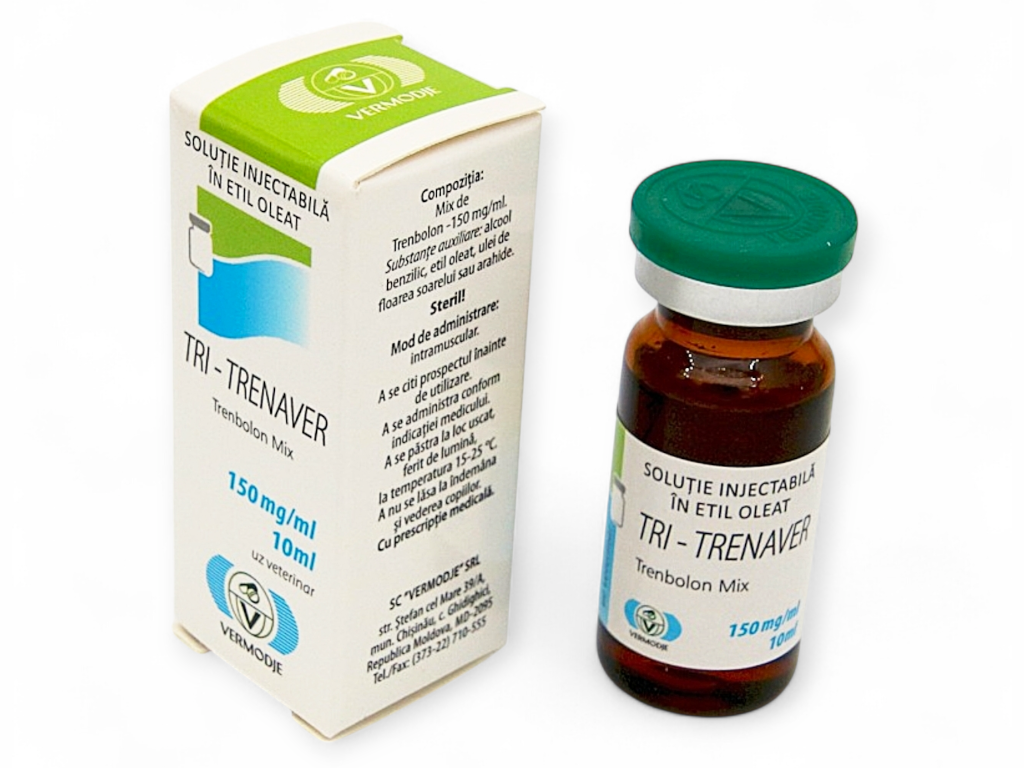 VERMODJE
SOLUȚIE INJECTABILĂ
ÎN ETIL OLEAT
TRI - TRENAVER
Trenbolon Mix
150 mg/ml
10ml
uz veterinar
VERMODJE
Compoziția:
Mix de
Trenbolon -150 mg/ml.
Substanțe auxiliare: alcool
benzilic, etil oleat, ulei de
floarea soarelui sau arahide.
Steril!
Mod de administrare:
intramuscular.
A se citi prospectul înainte
de utilizare.
A se administra conform
indicației medicului.
A se păstra la loc uscat,
ferit de lumină,
la temperatura 15-25 °C.
A nu se lăsa la îndemâna
și vederea copiilor.
Cu prescripție medicală.
SC "VERMODJE" SRL
str. Ștefan cel Mare 39/A,
mun. Chișinău, c. Ghidighici,
Republica Moldova, MD-2095
Tel./Fax: (373-22) 710-555
SOLUȚIE INJECTABILĂ
ÎN ETIL OLEAT
TRI - TRENAVER
Trenbolon Mix
150 mg/ml
10ml
VERMODJE